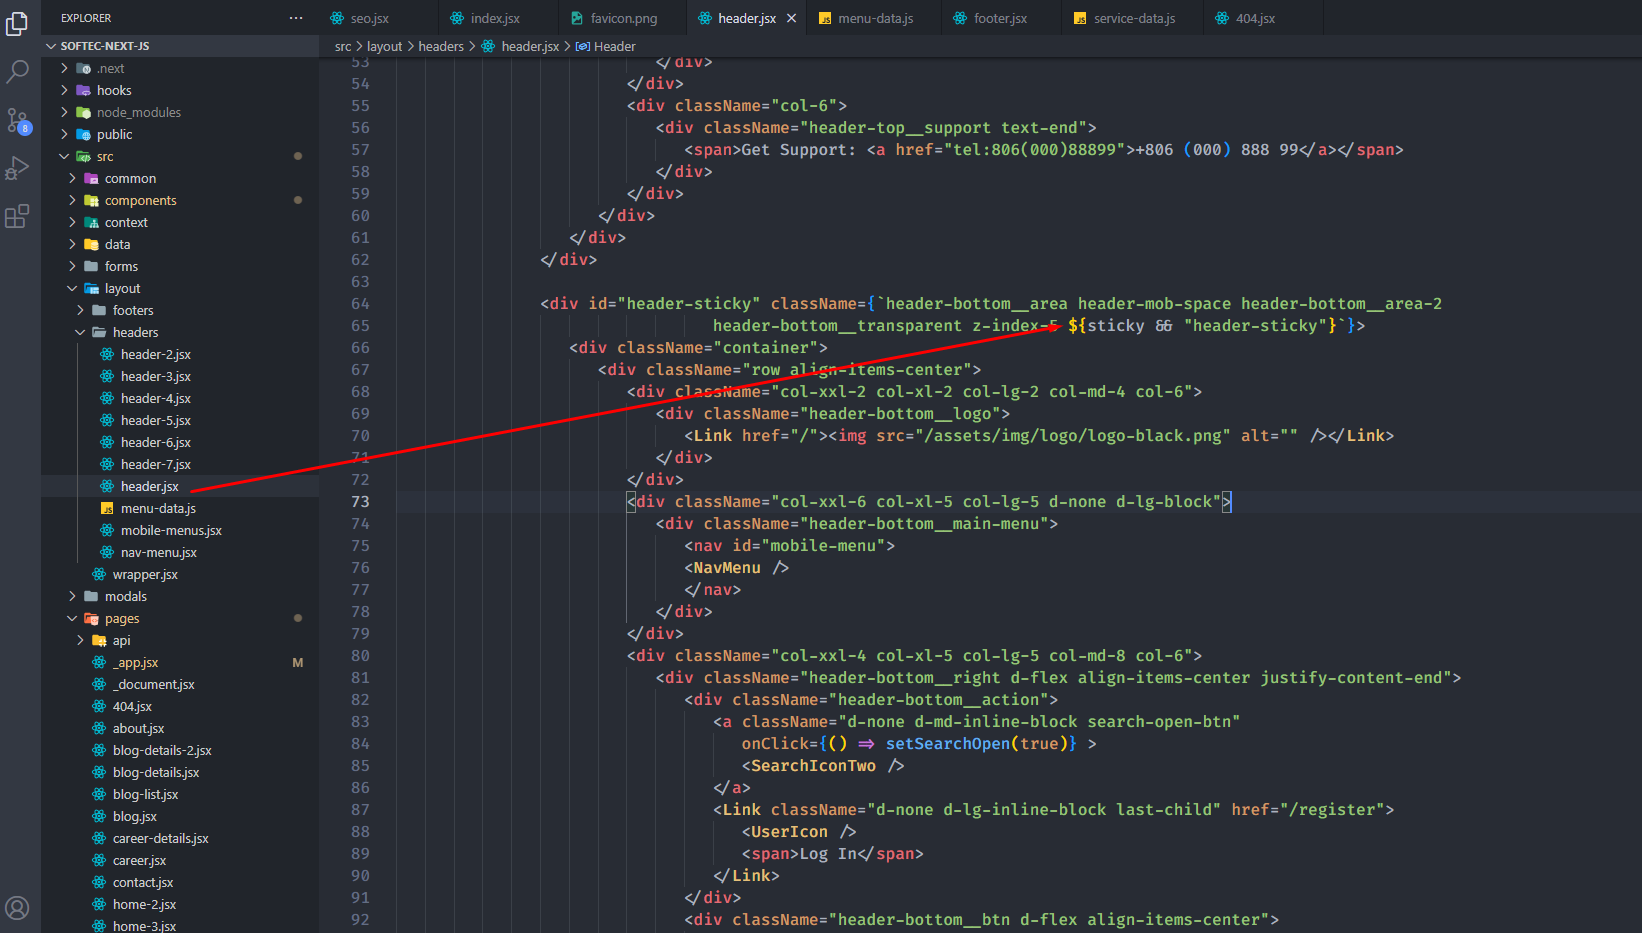 EXPLORER
SOFTEC-NEXT-JS
.next
hooks
node_modules
public
src
common
components
context
data
forms
layout
footers
headers
header-2.jsx
header-3.jsx
header-4.jsx
header-5.jsx
header-6.jsx
header-7.jsx
header.jsx
menu-data.js
mobile-menus.jsx
nav-menu.jsx
wrapper.jsx
modals
pages
api
_app.jsx M
_document.jsx
404.jsx
about.jsx
blog-details-2.jsx
blog-details.jsx
blog-list.jsx
blog.jsx
career-details.jsx
career.jsx
contact.jsx
home-2.jsx
home-3.jsx
8
seo.jsx index.jsx favicon.png header.jsx JS menu-data.js footer.jsx JS service-data.js 404.jsx
src > layout > headers > header.jsx > Header
53 </div>
54 </div>
55 <div className="col-6">
56 <div className="header-top__support text-end">
57 <span>Get Support: <a href="tel:806(000)88899">+806 (000) 888 99</a></span>
58 </div>
59 </div>
60 </div>
61 </div>
62 </div>
63
64 <div id="header-sticky" className={`header-bottom__area header-mob-space header-bottom__area-2
65 header-bottom__transparent z-index-5 ${sticky && "header-sticky"}`}>
66 <div className="container">
67 <div className="row align-items-center">
68 <div className="col-xxl-2 col-xl-2 col-lg-2 col-md-4 col-6">
69 <div className="header-bottom__logo">
70 <Link href="/"><img src="/assets/img/logo/logo-black.png" alt="" /></Link>
71 </div>
72 </div>
73 <div className="col-xxl-6 col-xl-5 col-lg-5 d-none d-lg-block">
74 <div className="header-bottom__main-menu">
75 <nav id="mobile-menu">
76 <NavMenu />
77 </nav>
78 </div>
79 </div>
80 <div className="col-xxl-4 col-xl-5 col-lg-5 col-md-8 col-6">
81 <div className="header-bottom__right d-flex align-items-center justify-content-end">
82 <div className="header-bottom__action">
83 <a className="d-none d-md-inline-block search-open-btn"
84 onClick={() => setSearchOpen(true)} >
85 <SearchIconTwo />
86 </a>
87 <Link className="d-none d-lg-inline-block last-child" href="/register">
88 <UserIcon />
89 <span>Log In</span>
90 </Link>
91 </div>
92 <div className="header-bottom__btn d-flex align-items-center">